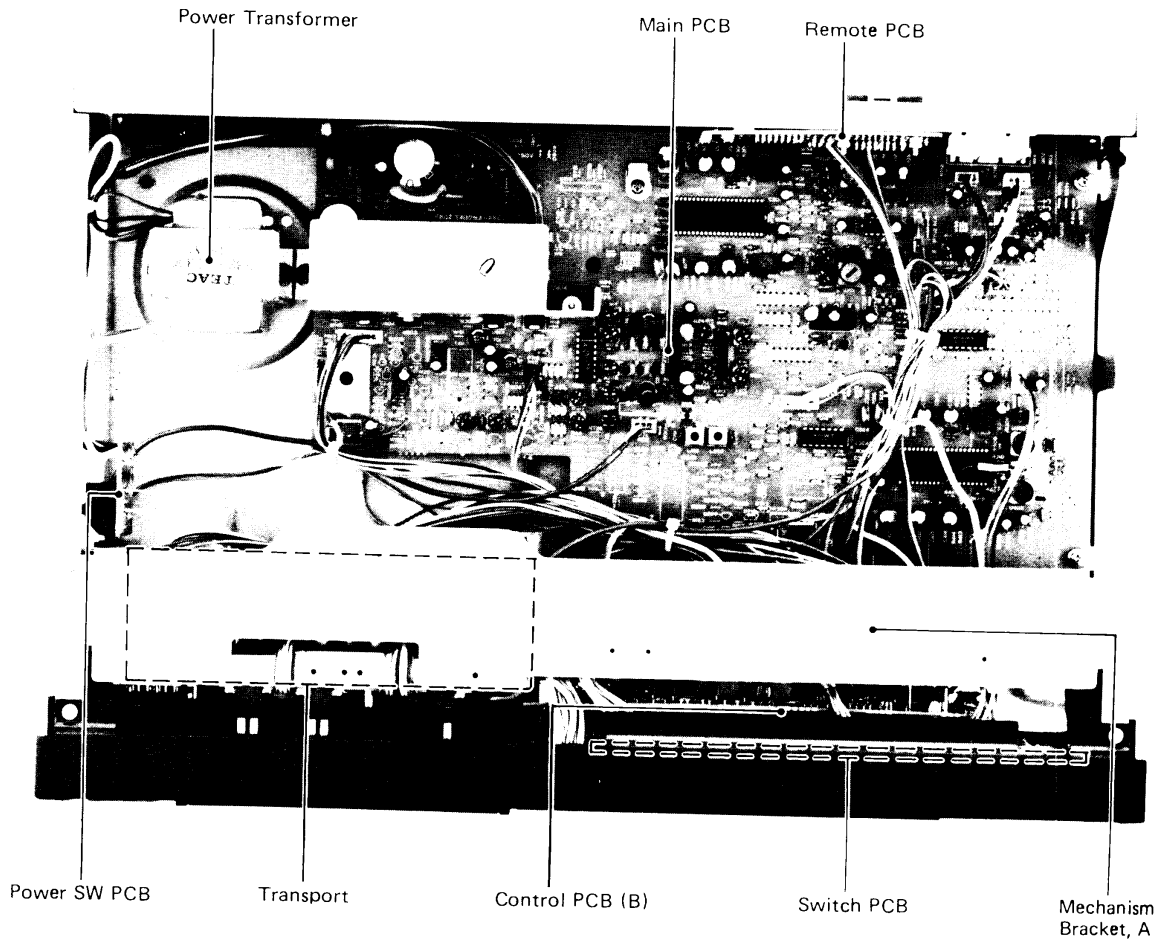 Power Transformer
Main PCB
Remote PCB
TEAC
Power SW PCB
Transport
Control PCB (B)
Switch PCB
Mechanism
Bracket, A